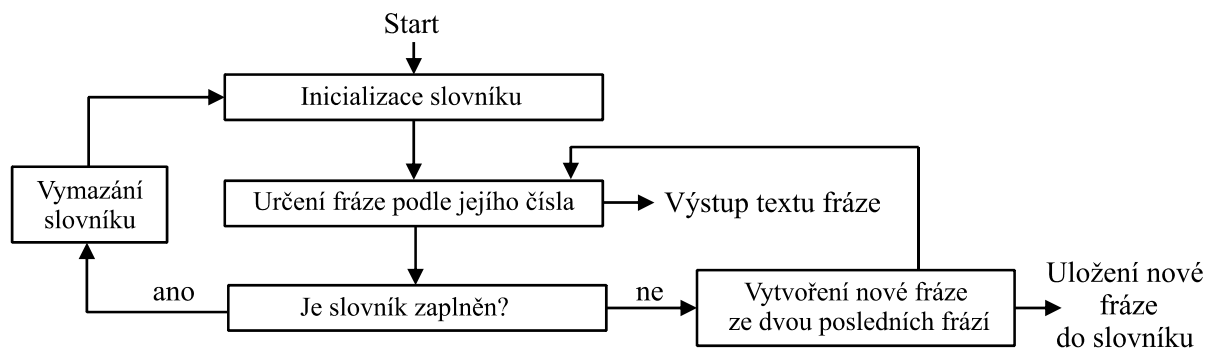 Start
Inicializace slovníku
Vymazání
slovníku
Určení fráze podle jejího čísla
Výstup textu fráze
ano
Je slovník zaplněn?
ne
Vytvoření nové fráze
ze dvou posledních frází
Uložení nové
fráze
do slovníku